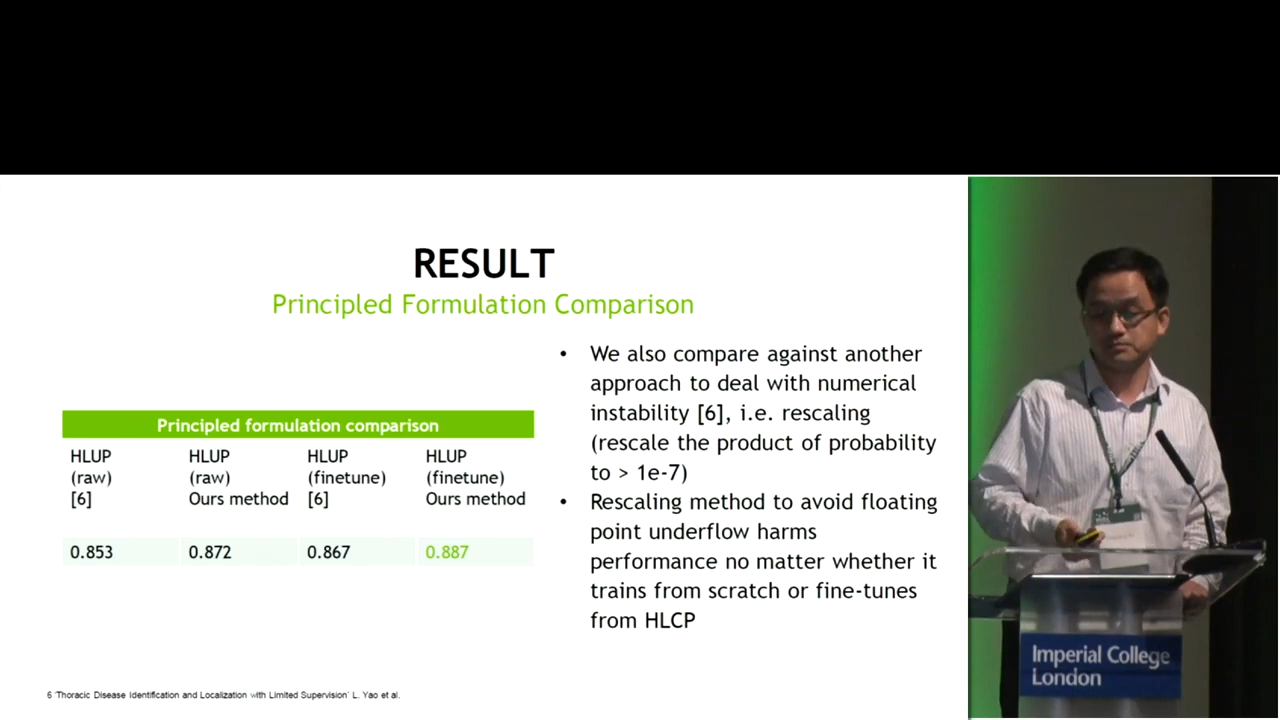 RESULT
Principled Formulation Comparison
• We also compare against another
approach to deal with numerical
instability [6], i.e. rescaling
(rescale the product of probability
to > 1e-7)
• Rescaling method to avoid floating
point underflow harms
performance no matter whether it
trains from scratch or fine-tunes
from HLCP
Principled formulation comparison
HLUP HLUP HLUP HLUP
(raw) (raw) (finetune) (finetune)
[6] Ours method [6] Ours method
0.853 0.872 0.867 0.887
6 'Thoracic Disease Identification and Localization with Limited Supervision' L. Yao et al.
Imperial College
London